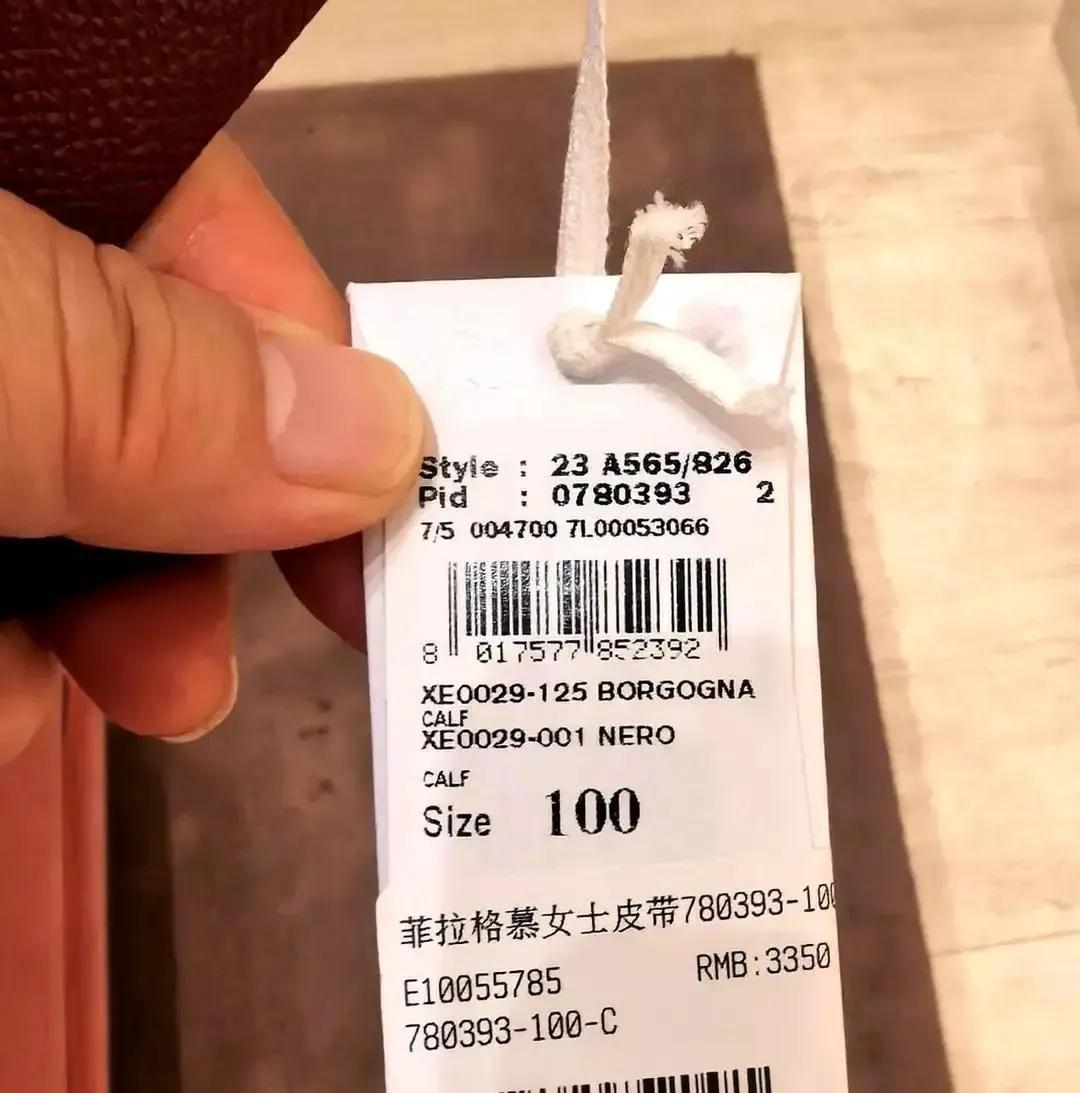 Style : 23 A565/826
Pid : 0780393 2
7/5 004700 7L00053066
8 017577 852392
XE0029-125 BORGOGNA
CALF
XE0029-001 NERO
CALF
Size 100
菲拉格慕女士皮带780393-100
E10055785 RMB:3350
780393-100-C